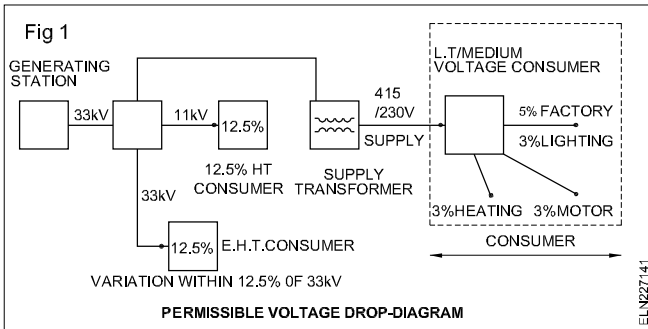 Fig 1
GENERATING
STATION
33kV
11kV
12.5%
12.5% HT
CONSUMER
33kV
12.5%
E.H.T.CONSUMER
VARIATION WITHIN 12.5% 0F 33kV
SUPPLY
TRANSFORMER
415
/230V
SUPPLY
L.T/MEDIUM
VOLTAGE CONSUMER
5% FACTORY
3%LIGHTING
3%HEATING
3%MOTOR
CONSUMER
PERMISSIBLE VOLTAGE DROP-DIAGRAM
ELN227141